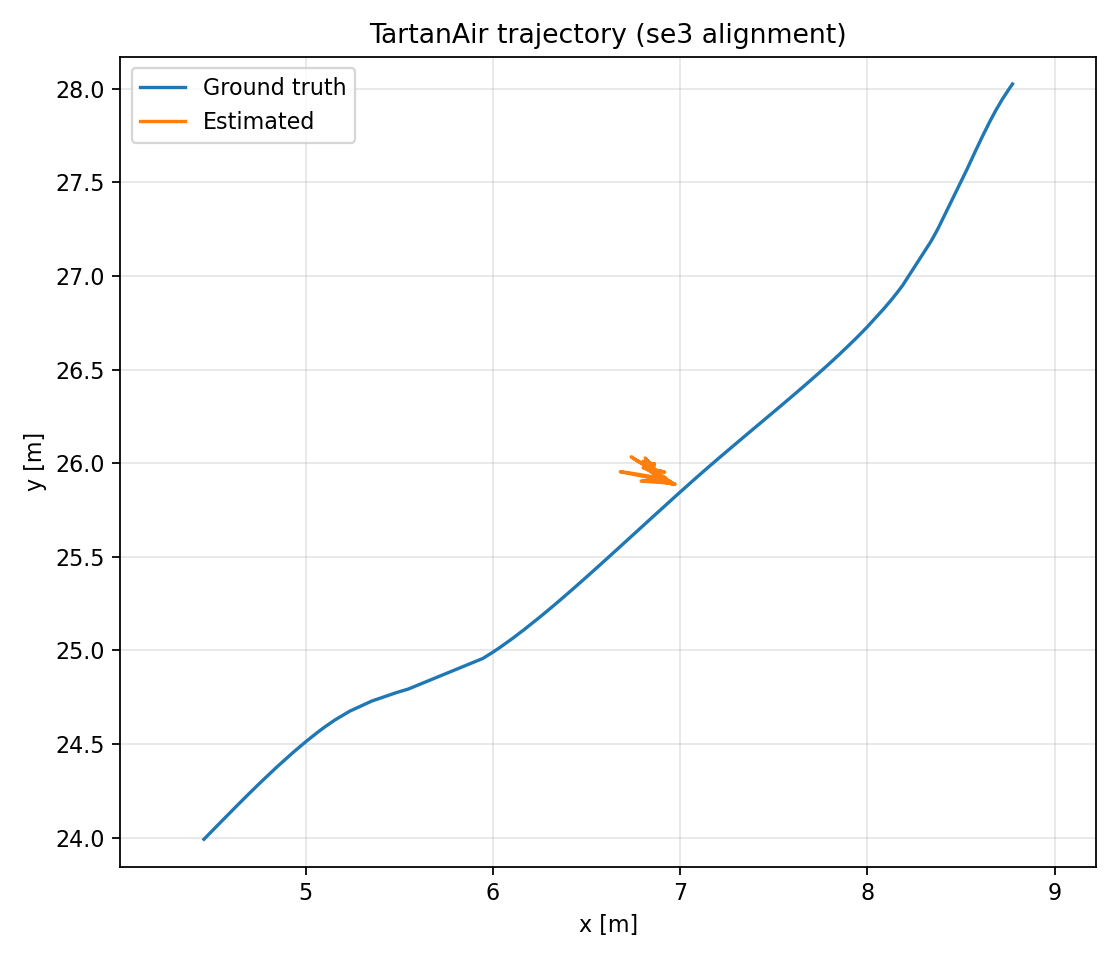 TartanAir trajectory (se3 alignment)
Ground truth
Estimated
28.0
27.5
27.0
26.5
26.0
25.5
25.0
24.5
24.0
y [m]
5 6 7 8 9
x [m]